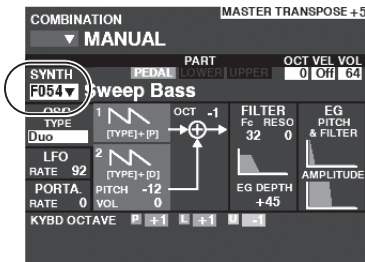 COMBINATION
MASTER TRANSPOSE +5
▼ MANUAL
SYNTH
PART
OCT VEL VOL
PEDAL LOWER UPPER
0 Off 64
F054▼ Sweep Bass
OSC
TYPE
Duo
1
[TYPE]+[P]
OCT -1
FILTER
Fc RESO
32 0
EG
PITCH
& FILTER
LFO
RATE 92
2
[TYPE]+[D]
AMPLITUDE
PORTA.
RATE 0
PITCH -12
VOL 0
EG DEPTH
+45
KYBD OCTAVE P +1 L +1 U -1